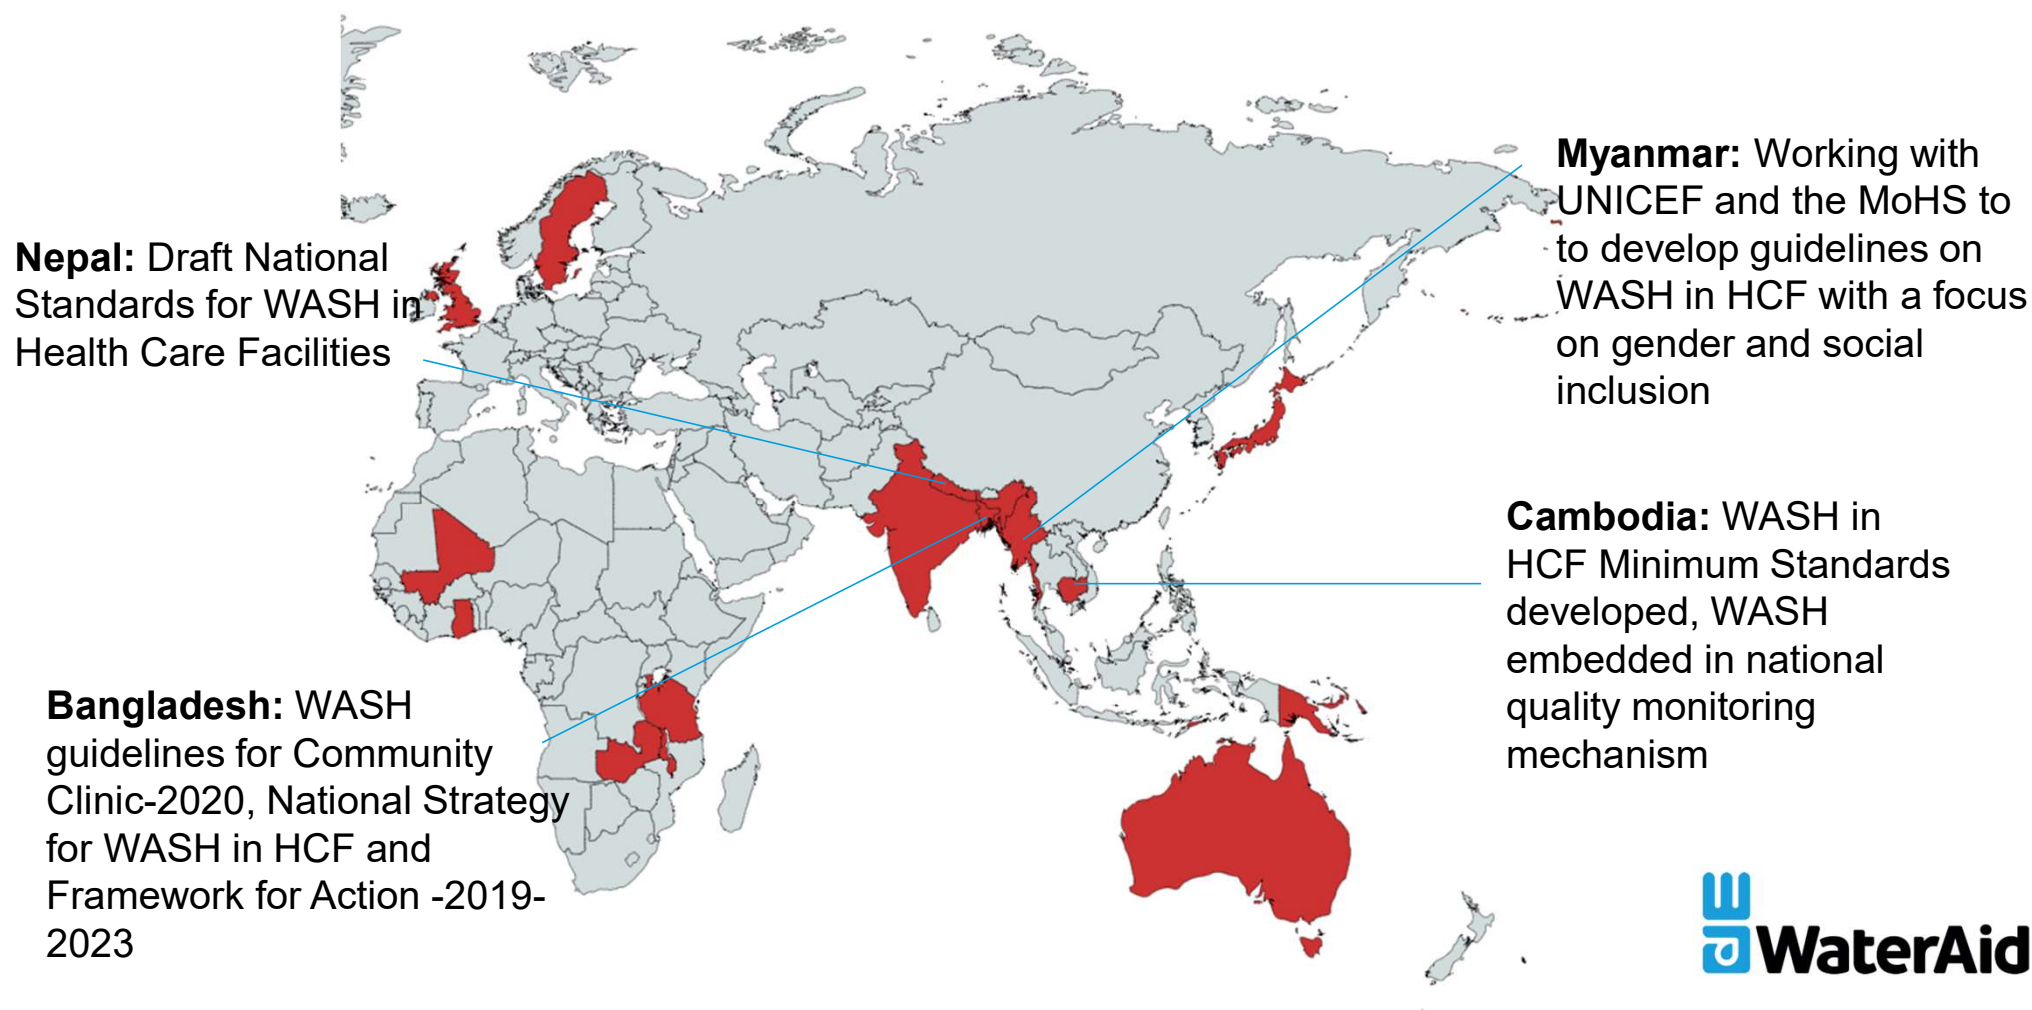 Nepal: Draft National
Standards for WASH in
Health Care Facilities
Myanmar: Working with
UNICEF and the MoHS to
to develop guidelines on
WASH in HCF with a focus
on gender and social
inclusion
Cambodia: WASH in
HCF Minimum Standards
developed, WASH
embedded in national
quality monitoring
mechanism
Bangladesh: WASH
guidelines for Community
Clinic-2020, National Strategy
for WASH in HCF and
Framework for Action -2019-
2023
WaterAid